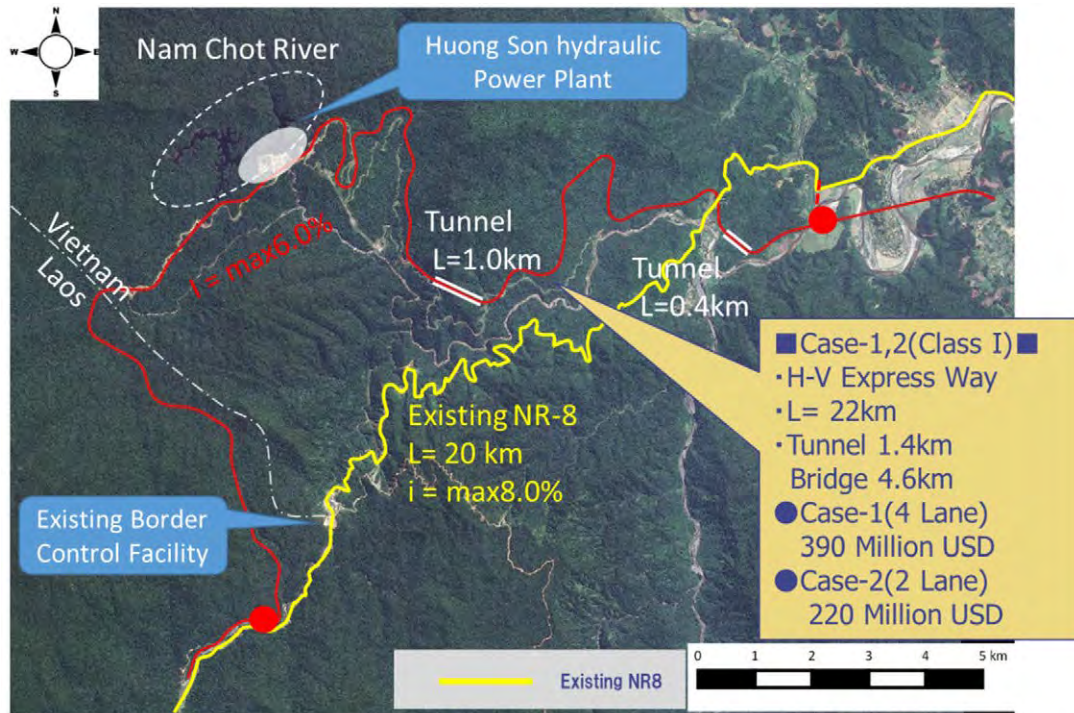 N
W
E
S
Nam Chot River
Huong Son hydraulic
Power Plant
Vietnam
Laos
I = max6.0%
Tunnel
L=1.0km
Tunnel
L=0.4km
Existing NR-8
L= 20 km
i = max8.0%
Existing Border
Control Facility
■Case-1,2(Class I)■
・H-V Express Way
・L= 22km
・Tunnel 1.4km
Bridge 4.6km
●Case-1(4 Lane)
390 Million USD
●Case-2(2 Lane)
220 Million USD
Existing NR8
0 1 2 3 4 5 km